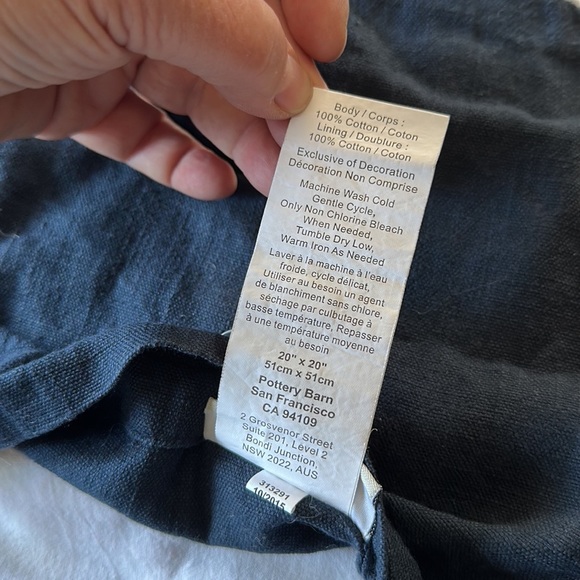 Body / Corps :
100% Cotton / Coton
Lining / Doublure :
100% Cotton / Coton
Exclusive of Decoration
Décoration Non Comprise
Machine Wash Cold
Gentle Cycle,
Only Non Chlorine Bleach
When Needed,
Tumble Dry Low,
Warm Iron As Needed
Laver à la machine à l'eau
froide, cycle délicat,
Utiliser au besoin un agent
de blanchiment sans chlore,
séchage par culbutage à
basse température, Repasser
à une température moyenne
au besoin
20" x 20"
51cm x 51cm
Pottery Barn
San Francisco
CA 94109
2 Grosvenor Street
Suite 201, Level 2
Bondi Junction,
NSW 2022, AUS
313291
10/2015